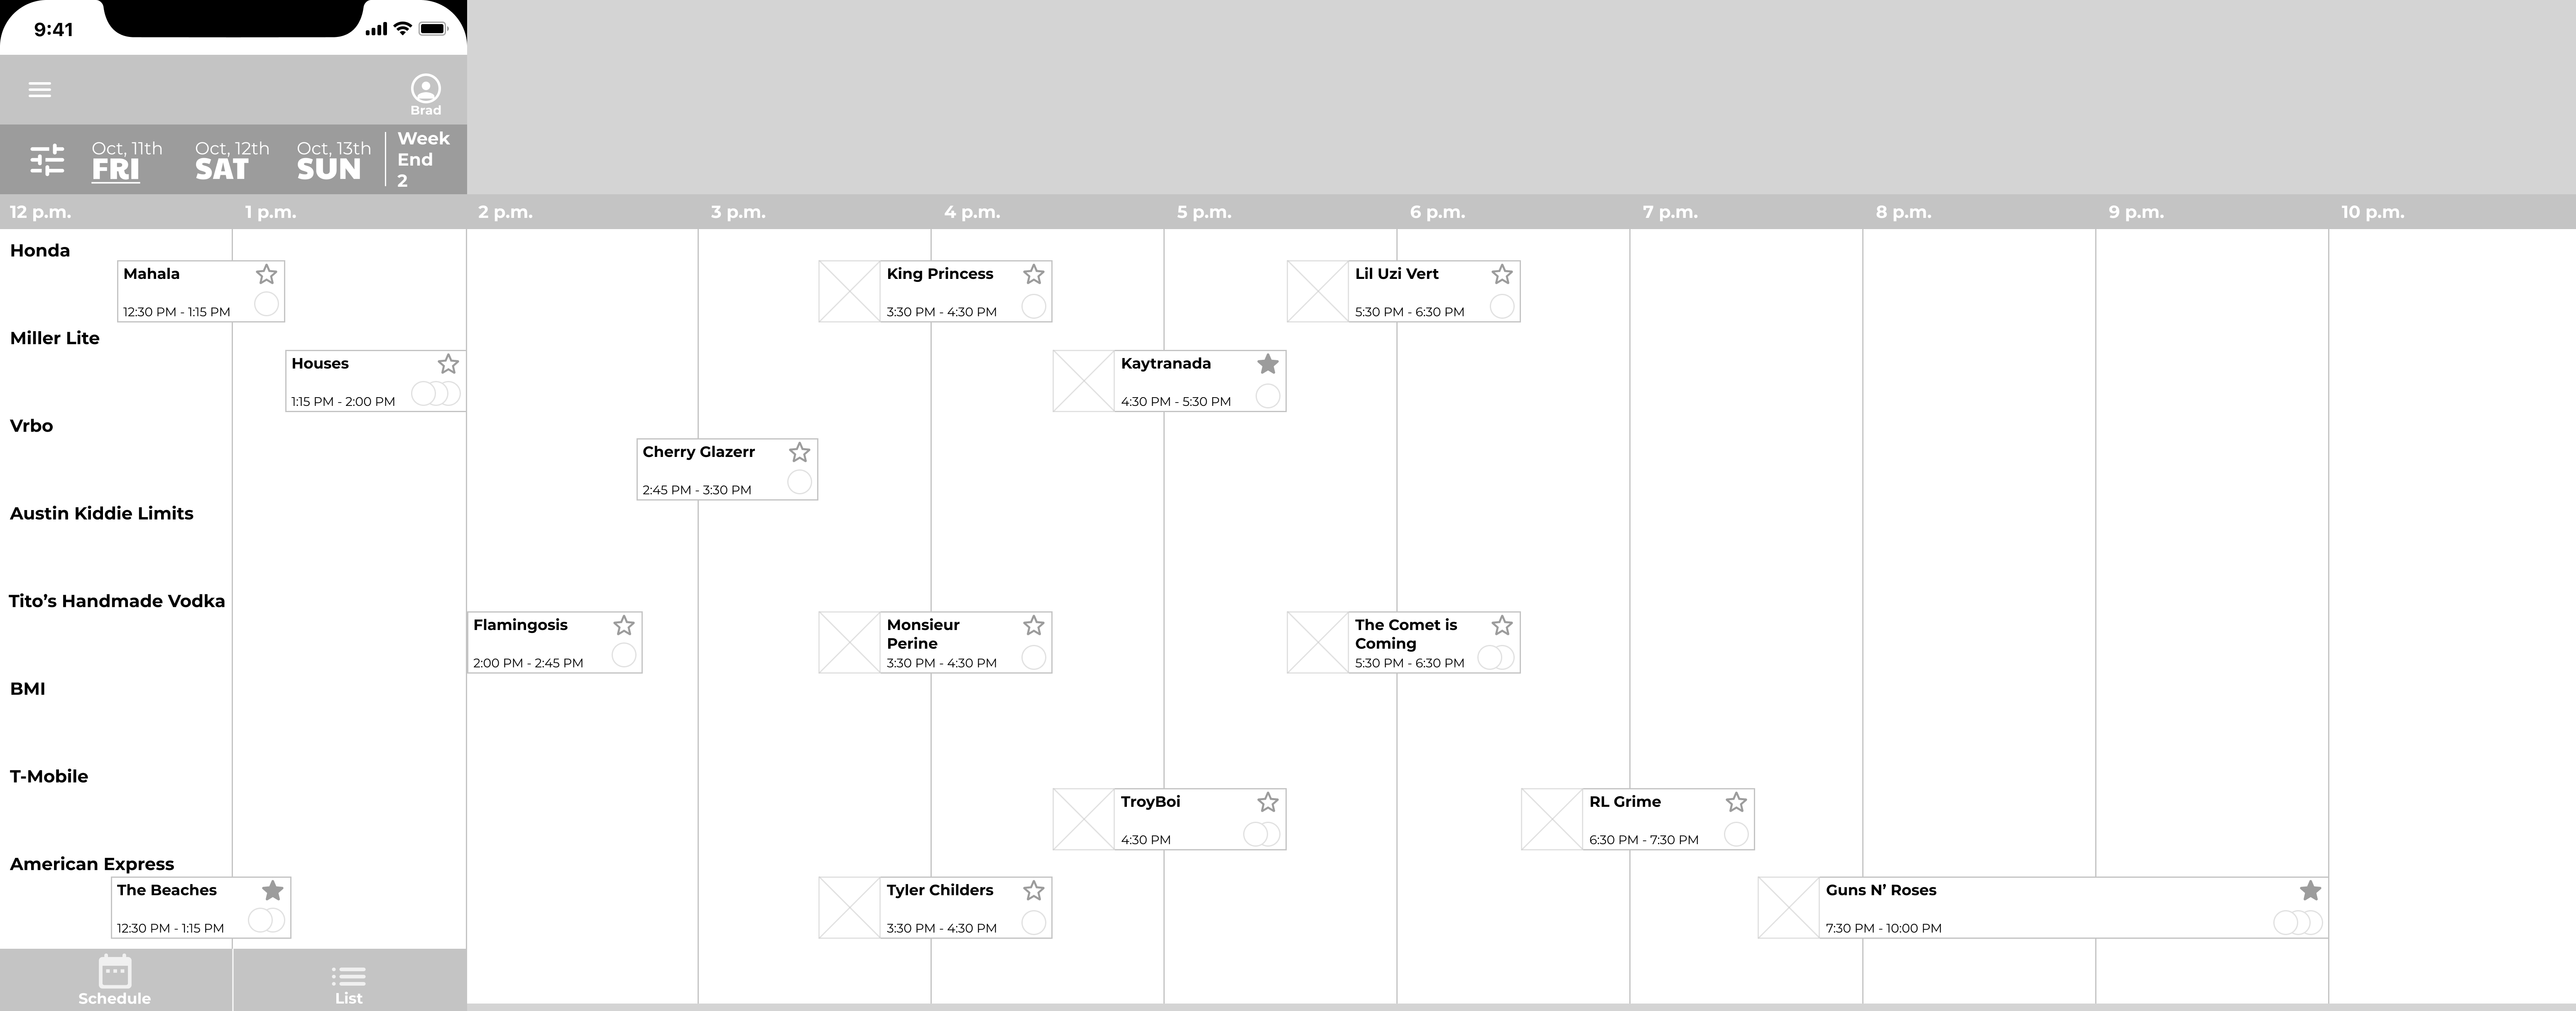 9:41
Brad
Oct, 11th
FRI
Oct, 12th
SAT
Oct, 13th
SUN
Week
End
2
12 p.m.
1 p.m.
2 p.m.
3 p.m.
4 p.m.
5 p.m.
6 p.m.
7 p.m.
8 p.m.
9 p.m.
10 p.m.
Honda
Mahala
12:30 PM - 1:15 PM
King Princess
3:30 PM - 4:30 PM
Lil Uzi Vert
5:30 PM - 6:30 PM
Miller Lite
Houses
1:15 PM - 2:00 PM
Kaytranada
4:30 PM - 5:30 PM
Vrbo
Cherry Glazerr
2:45 PM - 3:30 PM
Austin Kiddie Limits
Tito’s Handmade Vodka
Flamingosis
2:00 PM - 2:45 PM
Monsieur
Perine
3:30 PM - 4:30 PM
The Comet is
Coming
5:30 PM - 6:30 PM
BMI
T-Mobile
TroyBoi
4:30 PM
RL Grime
6:30 PM - 7:30 PM
American Express
The Beaches
12:30 PM - 1:15 PM
Tyler Childers
3:30 PM - 4:30 PM
Guns N’ Roses
7:30 PM - 10:00 PM
Schedule
List